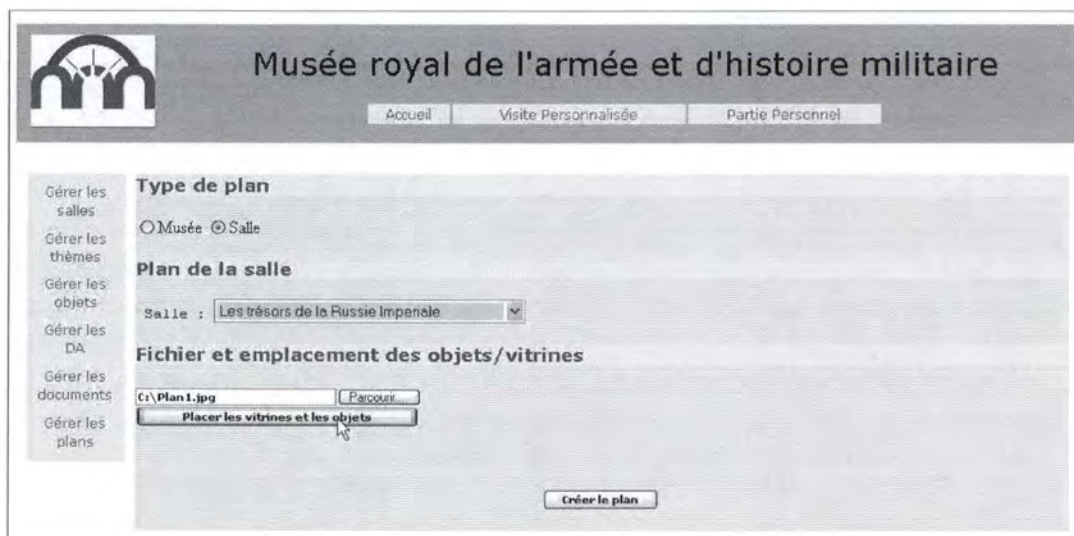 Musée royal de l'armée et d'histoire militaire
Accueil
Visite Personnalisée
Partie Personnel
Gérer les
salles
Gérer les
thèmes
Gérer les
objets
Gérer les
DA
Gérer les
documents
Gérer les
plans
Type de plan
Musée Salle
Plan de la salle
Salle : Les trésors de la Russie Imperiale
Fichier et emplacement des objets/vitrines
C:\Plan1.jpg Parcourir...
Placer les vitrines et les objets
Créer le plan